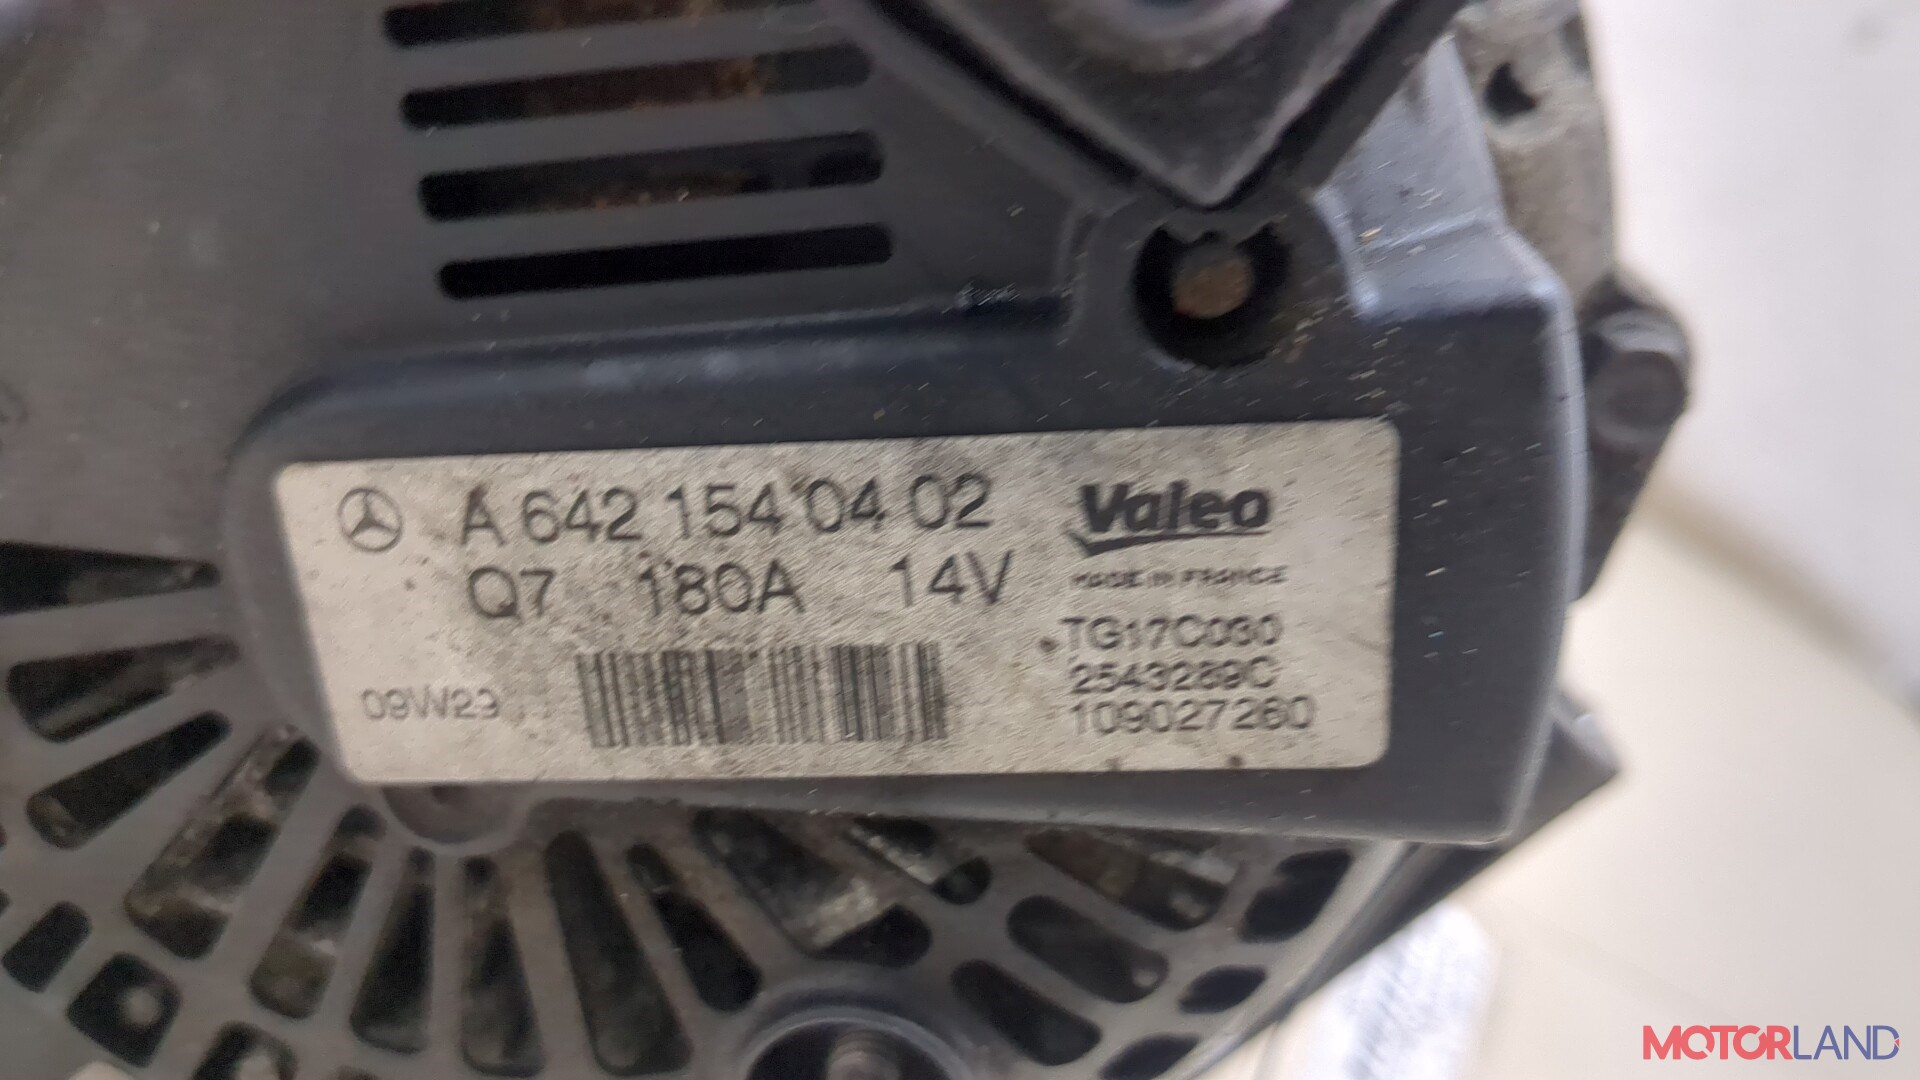 A 642 154 04 02
Q7 180A 14V
09W23
Valeo
MADE IN FRANCE
TG17C030
2543289C
109027260
MOTORLAND